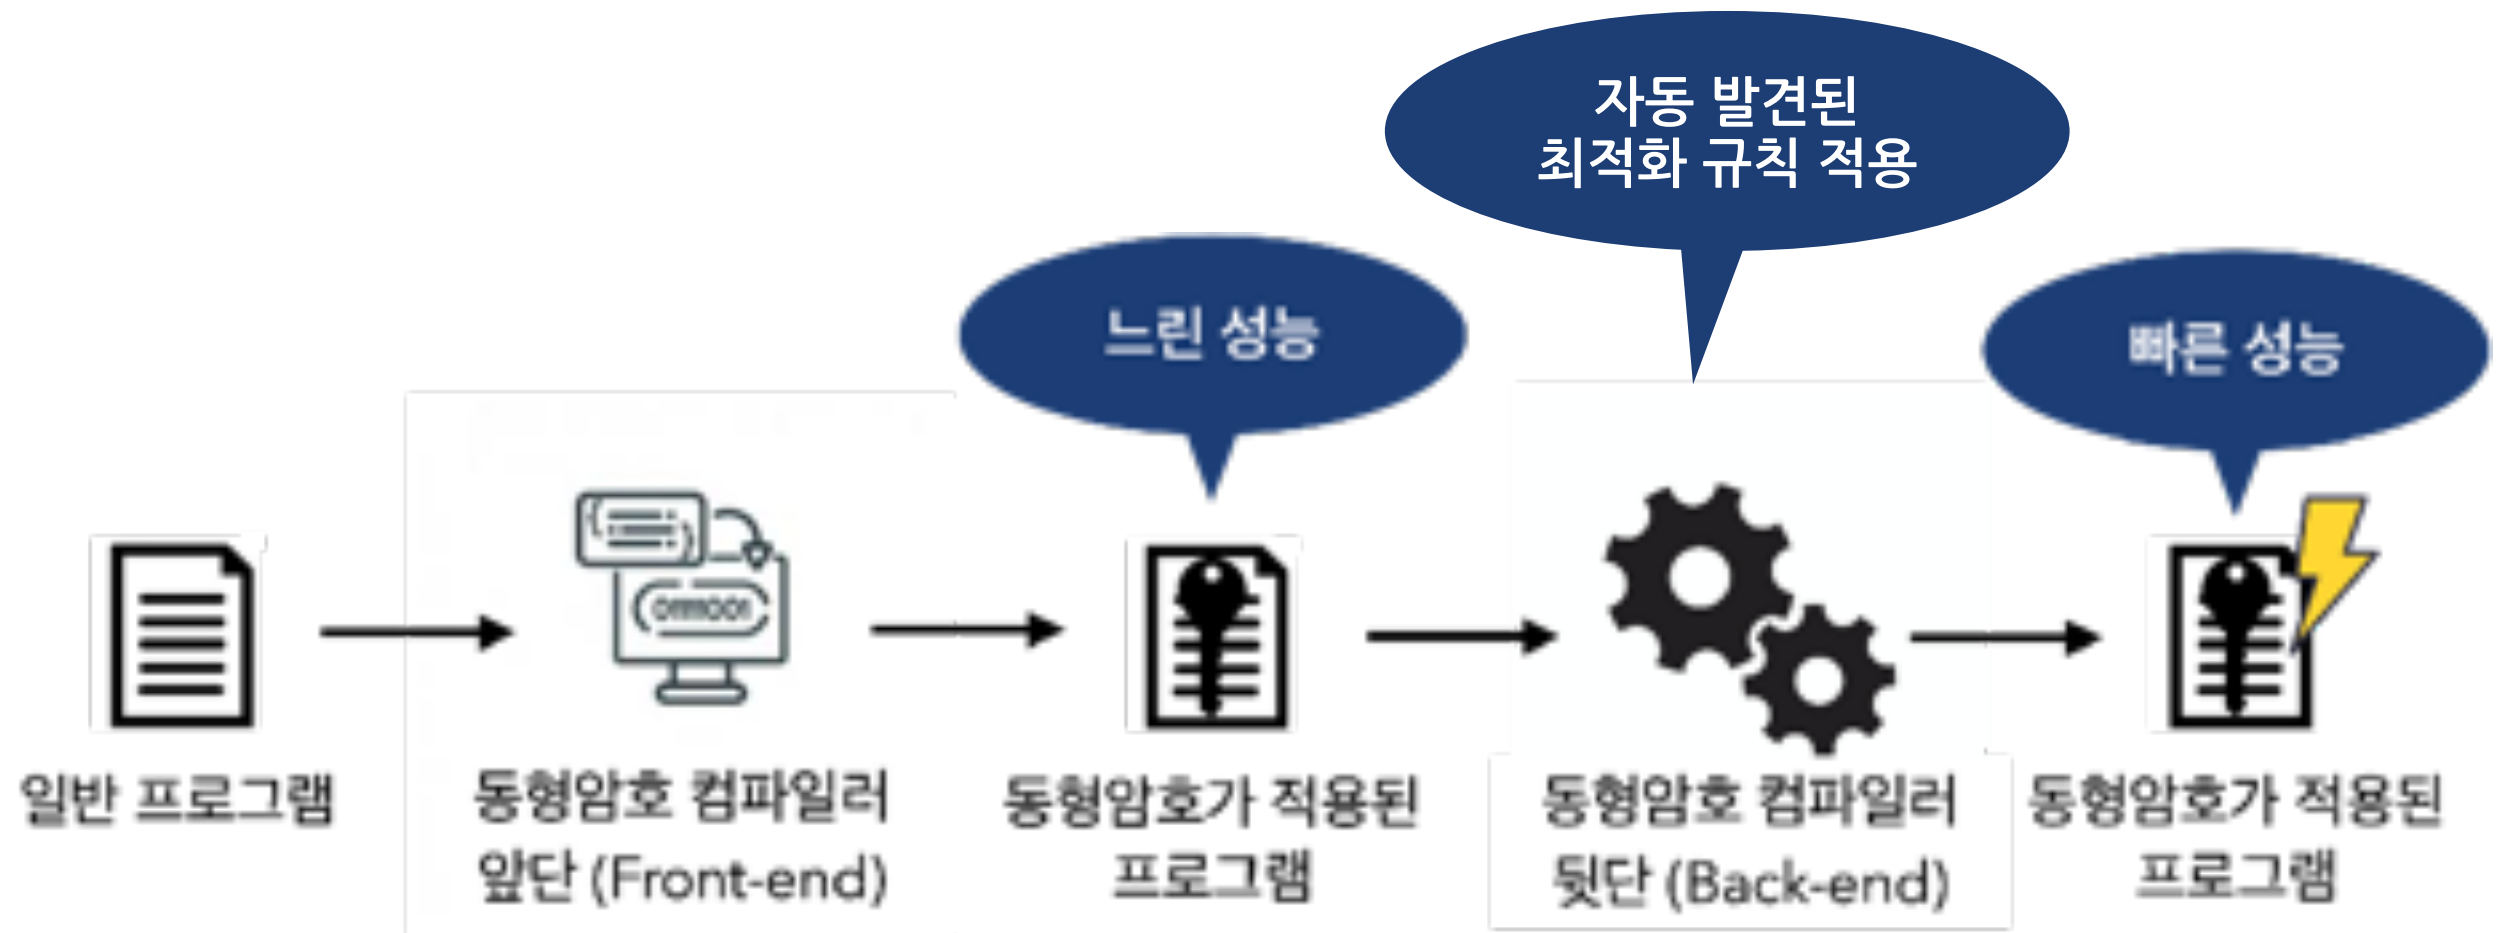 자동 발견된
최적화 규칙 적용
느린 성능
빠른 성능
일반 프로그램
동형암호 컴파일러
앞단 (Front-end)
동형암호가 적용된
프로그램
동형암호 컴파일러
뒷단 (Back-end)
동형암호가 적용된
프로그램